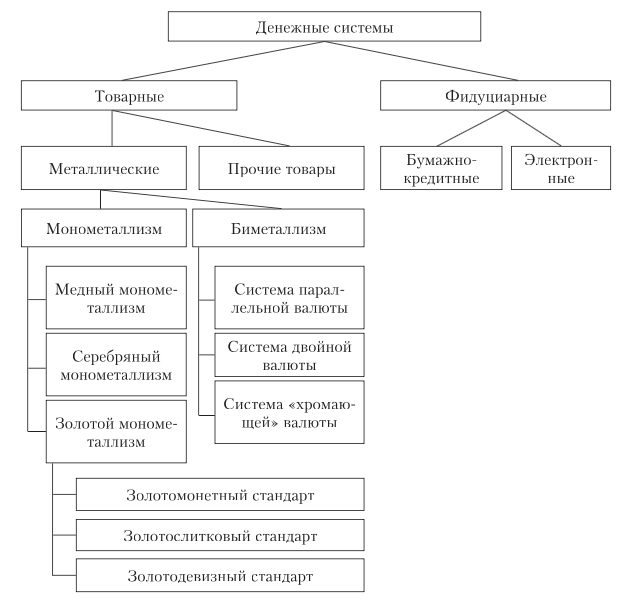 Денежные системы
Товарные
Фидуциарные
Металлические
Прочие товары
Бумажно-
кредитные
Электрон-
ные
Монометаллизм
Биметаллизм
Медный мономе-
таллизм
Серебряный
монометаллизм
Золотой мономе-
таллизм
Система парал-
лельной валюты
Система двойной
валюты
Система «хромаю-
щей» валюты
Золотомонетный стандарт
Золотослитковый стандарт
Золотодевизный стандарт